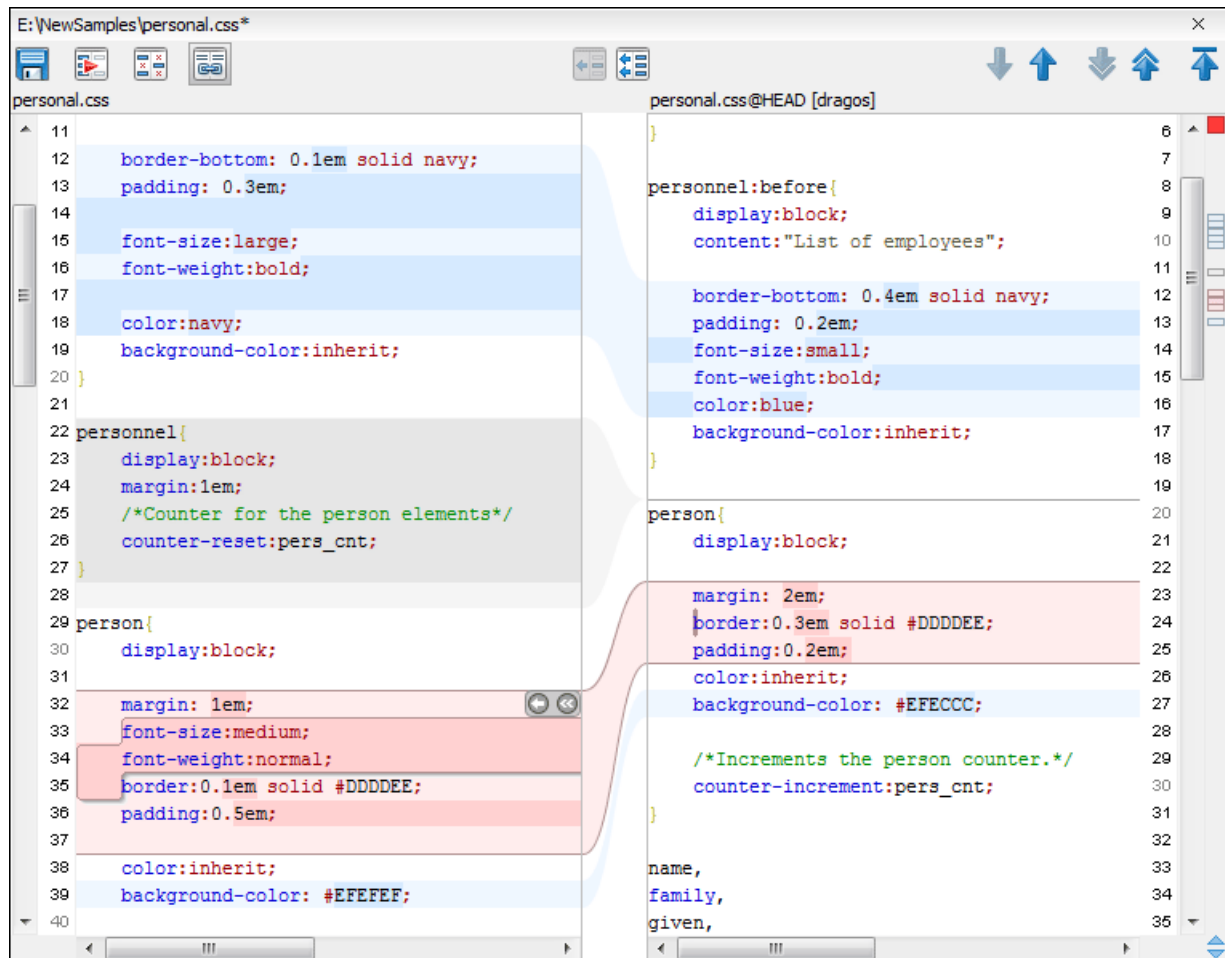 E:\NewSamples\personal.css*
personal.css
personal.css@HEAD [dragos]
11
12 border-bottom: 0.1em solid navy;
13 padding: 0.3em;
14
15 font-size:large;
16 font-weight:bold;
17
18 color:navy;
19 background-color:inherit;
20 }
21
22 personnel{
23 display:block;
24 margin:1em;
25 /*Counter for the person elements*/
26 counter-reset:pers_cnt;
27 }
28
29 person{
30 display:block;
31
32 margin: 1em;
33 font-size:medium;
34 font-weight:normal;
35 border:0.1em solid #DDDDEE;
36 padding:0.5em;
37
38 color:inherit;
39 background-color: #EFEFEF;
40
} 6
7
personnel:before{ 8
display:block; 9
content:"List of employees"; 10
11
border-bottom: 0.4em solid navy; 12
padding: 0.2em; 13
font-size:small; 14
font-weight:bold; 15
color:blue; 16
background-color:inherit; 17
} 18
19
person{ 20
display:block; 21
22
margin: 2em; 23
border:0.3em solid #DDDDEE; 24
padding:0.2em; 25
color:inherit; 26
background-color: #EFECCC; 27
28
/*Increments the person counter.*/ 29
counter-increment:pers_cnt; 30
} 31
32
name, 33
family, 34
given, 35